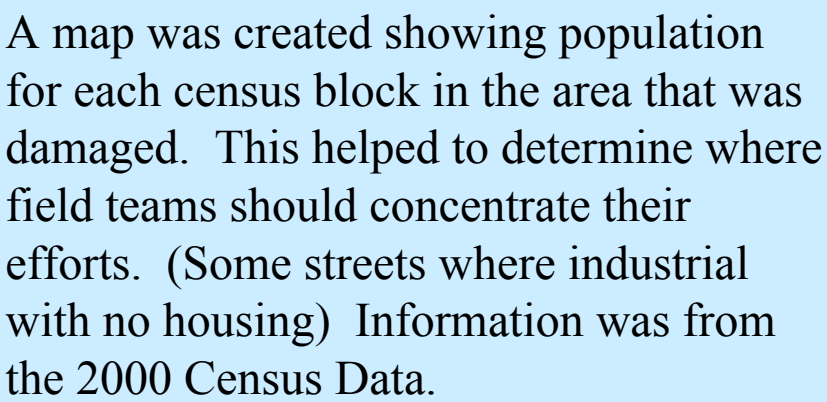 A map was created showing population
for each census block in the area that was
damaged.  This helped to determine where
field teams should concentrate their
efforts.  (Some streets where industrial
with no housing)  Information was from
the 2000 Census Data.